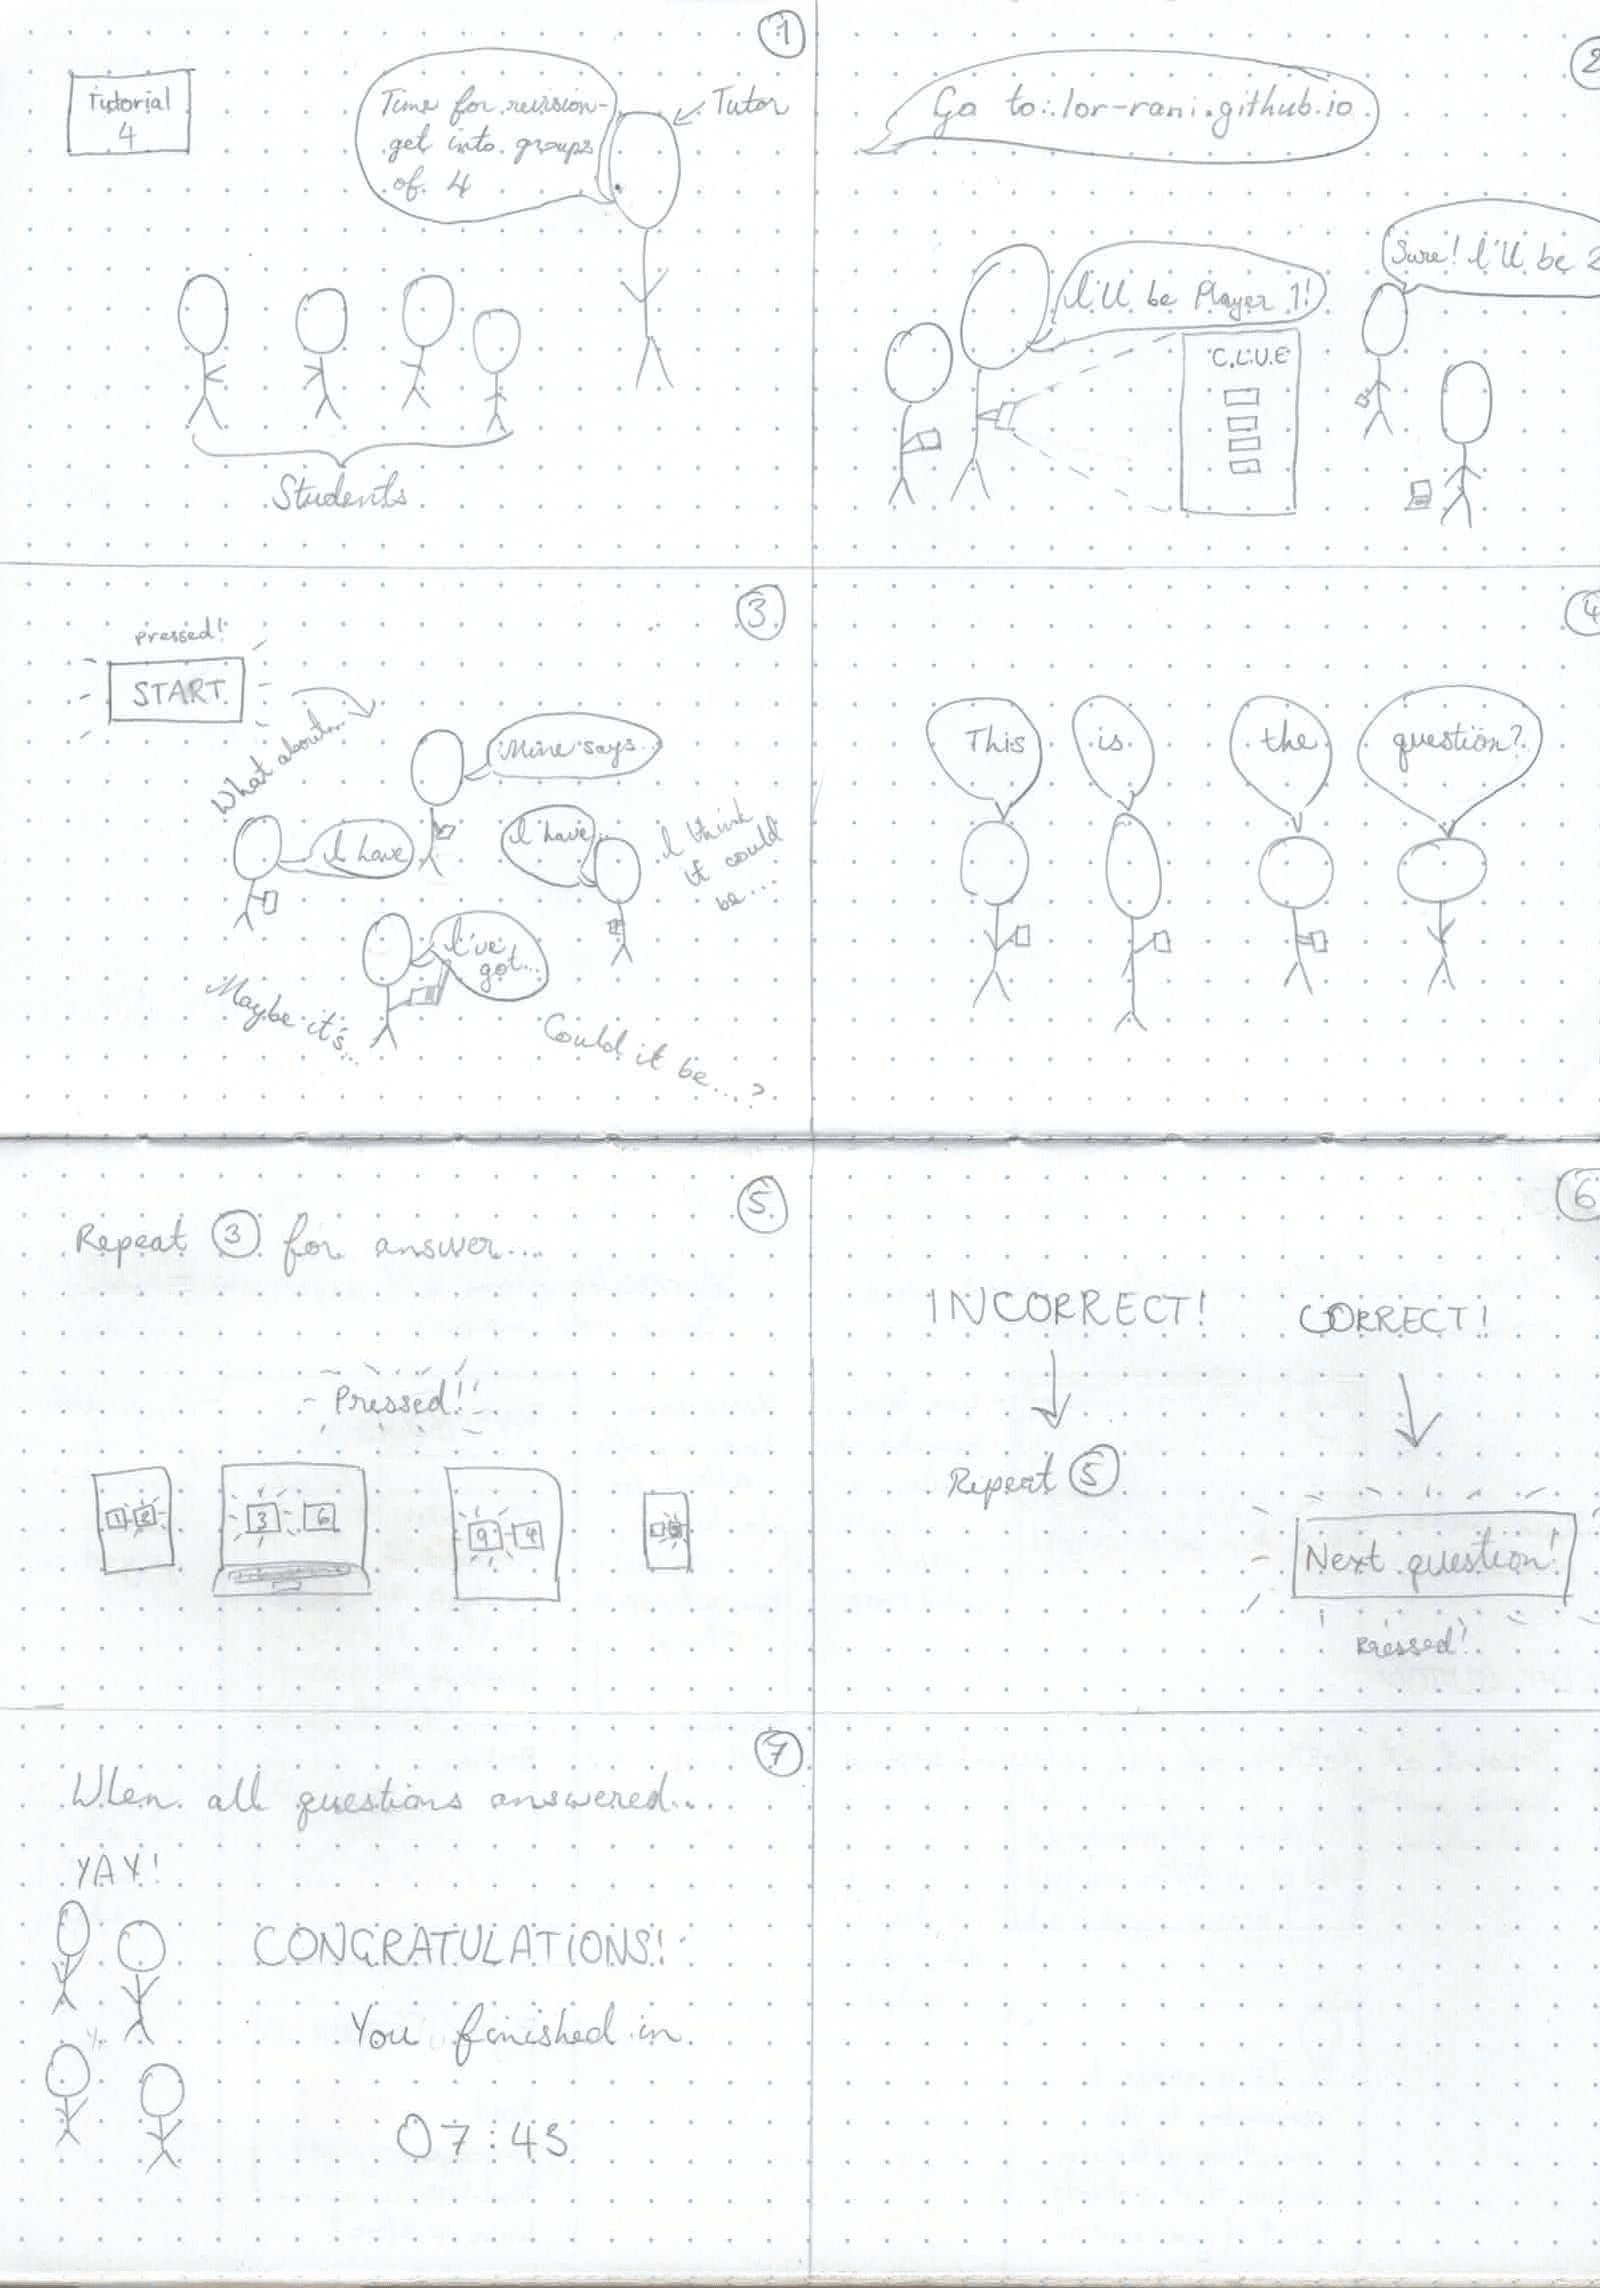 1
Tutorial
4
Time for revision-
get into groups
of 4
Tutor
Students
2
Go to: lor-rani.github.io
I'll be Player 1!
Sure! I'll be 2
C.L.U.E
3
Pressed!
START
What about...
Mine says...
I have
I have...
I think
it could
be...
I've
got...
Maybe it's...
Could it be...?
4
This
is
the
question?
5
Repeat 3 for answer...
Pressed!!
1 2
3 6
9 4
6
INCORRECT!
CORRECT!
Repeat 5
Next question!
Pressed!
7
When all questions answered...
YAY!
CONGRATULATIONS!
You finished in
07:43